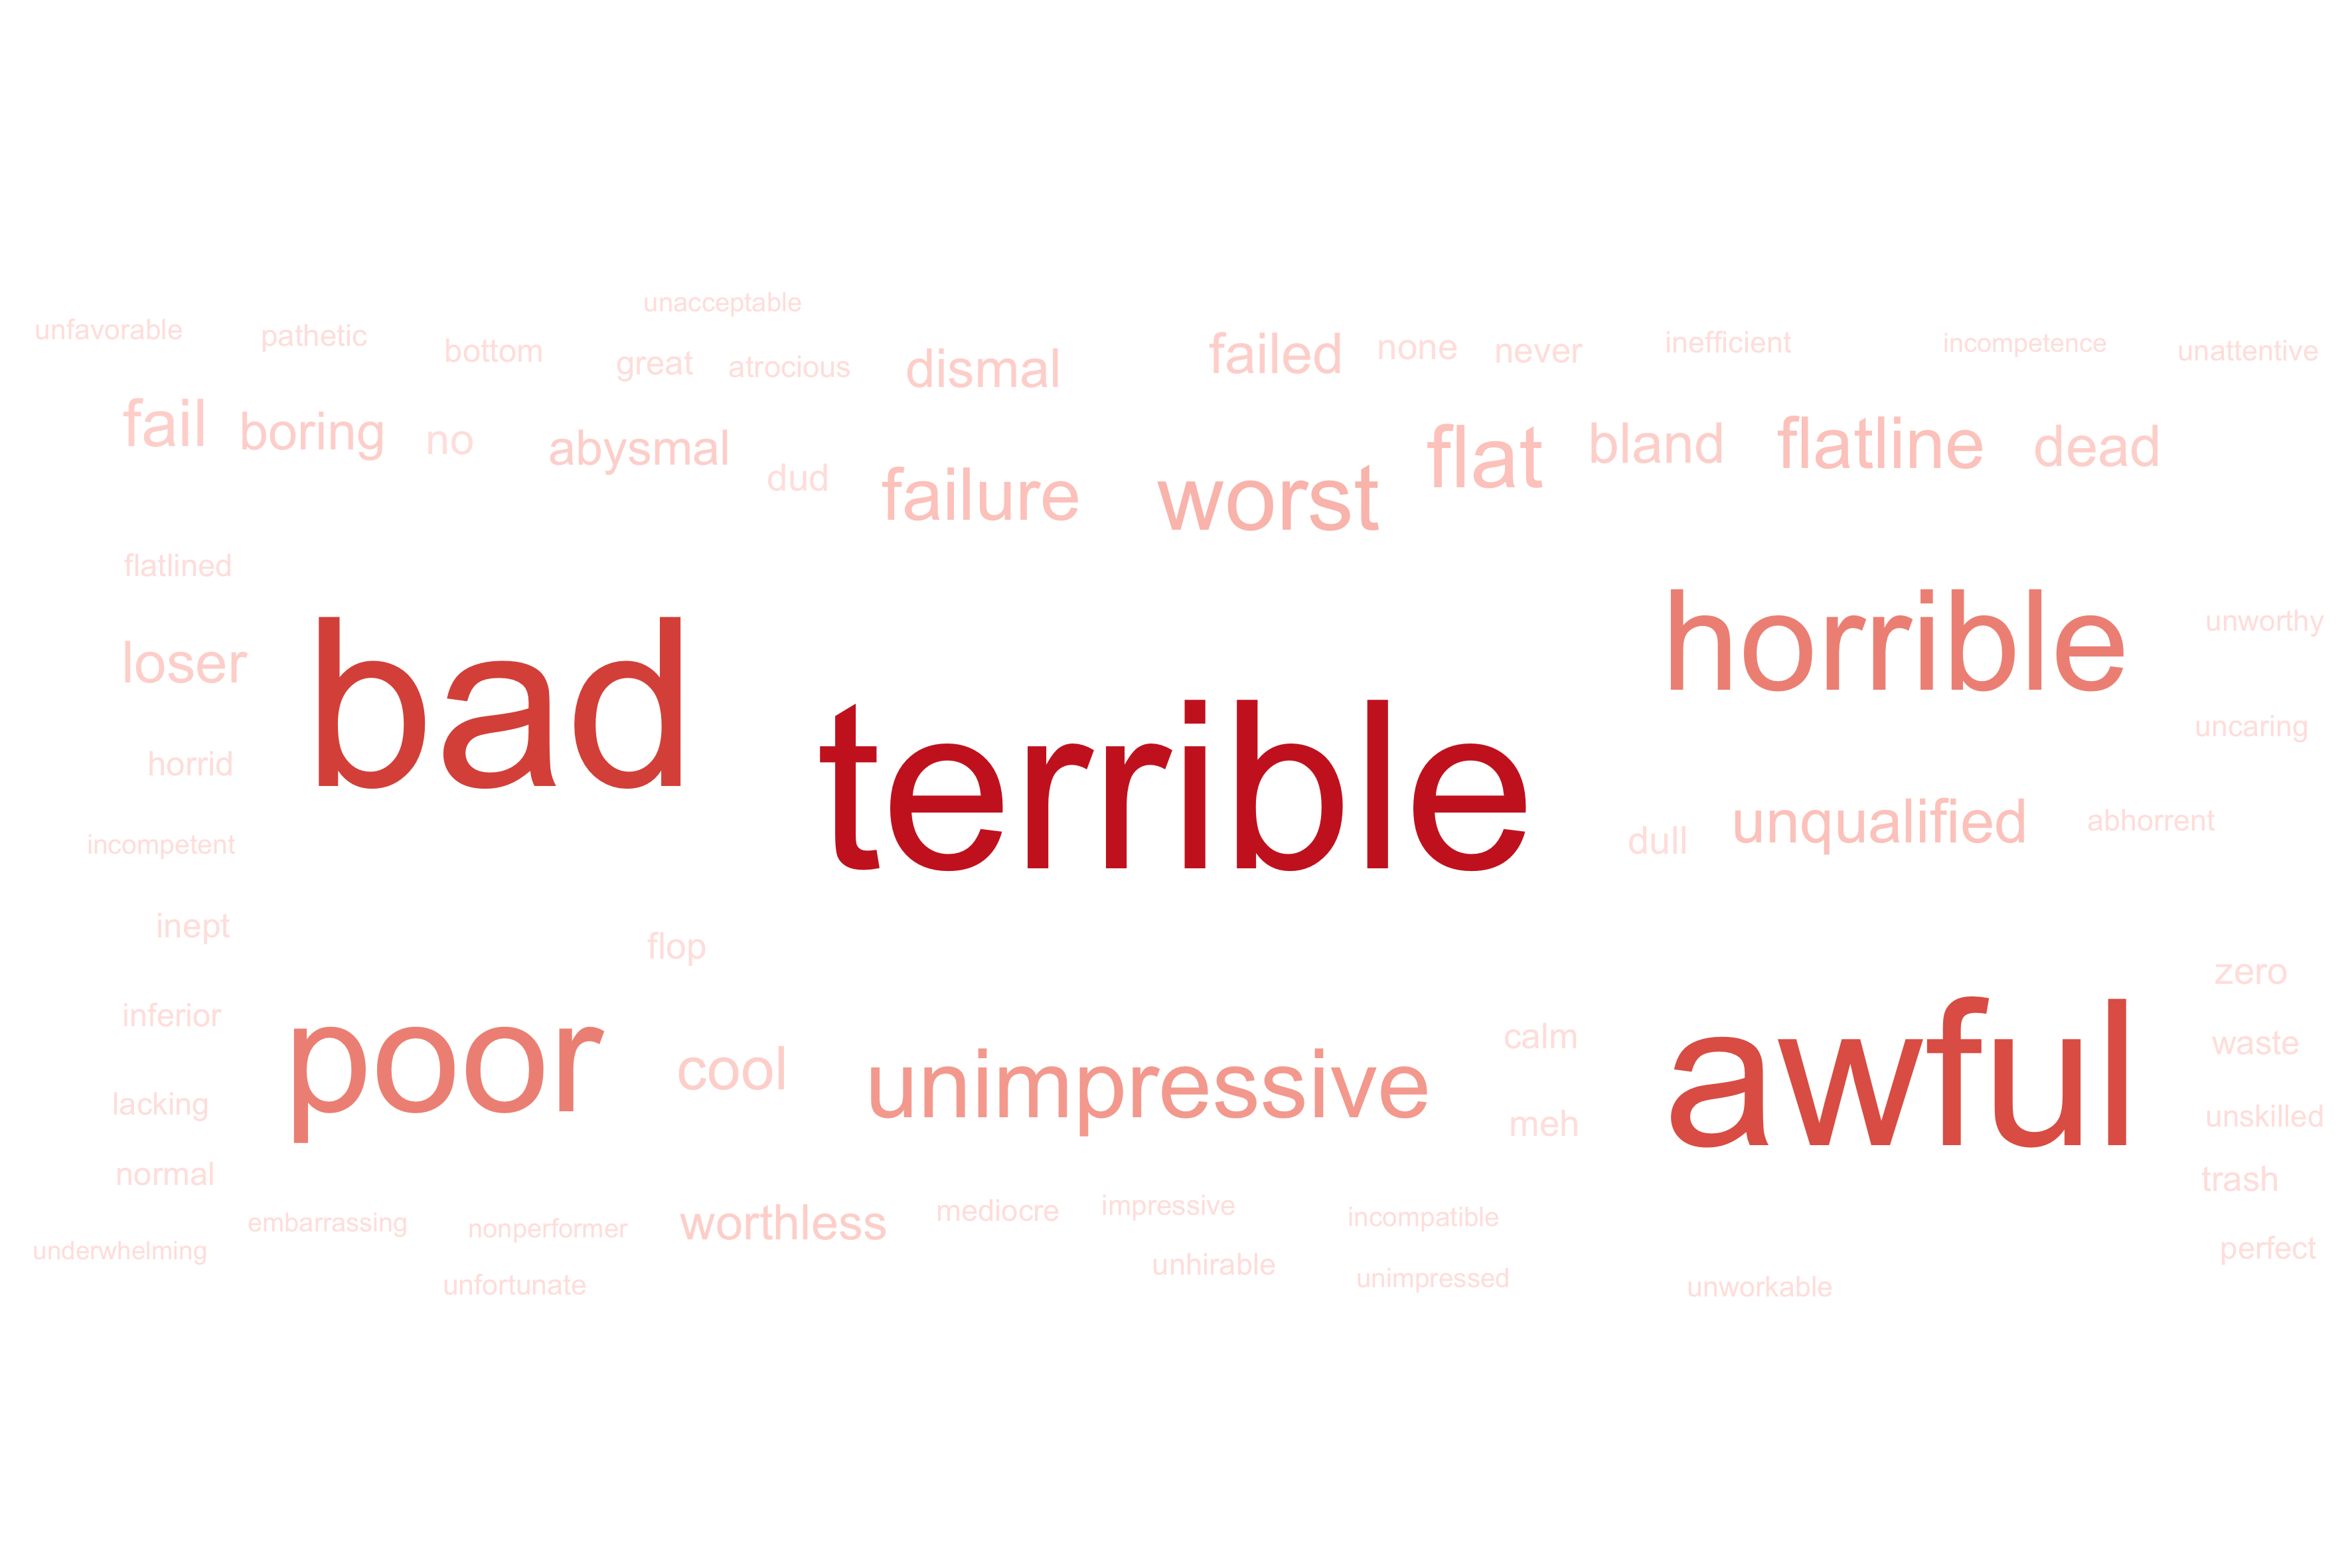 unacceptable
unfavorable pathetic bottom great atrocious dismal failed none never inefficient incompetence unattentive
fail boring no abysmal dud failure worst flat bland flatline dead
flatlined
loser bad terrible horrible unworthy
horrid uncaring
incompetent dull unqualified abhorrent
inept flop zero
inferior poor cool unimpressive calm awful waste
lacking meh unskilled
normal trash
embarrassing nonperformer worthless mediocre impressive incompatible
underwhelming unfortunate unhirable unimpressed unworkable perfect